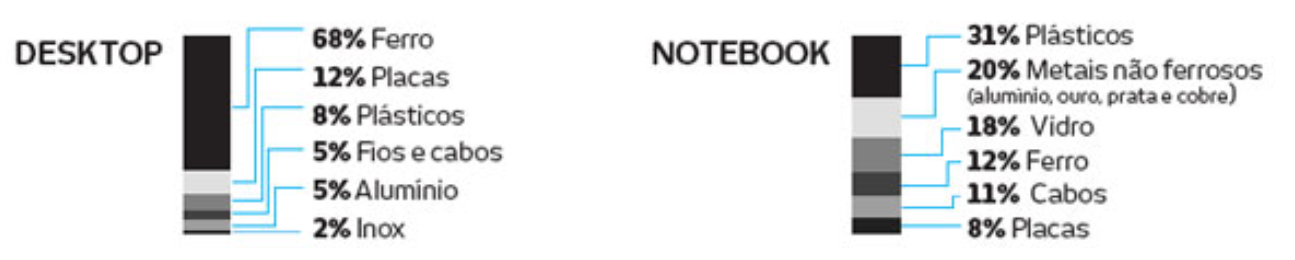 DESKTOP
68% Ferro
12% Placas
8% Plásticos
5% Fios e cabos
5% Alumínio
2% Inox
NOTEBOOK
31% Plásticos
20% Metais não ferrosos
(alumínio, ouro, prata e cobre)
18% Vidro
12% Ferro
11% Cabos
8% Placas